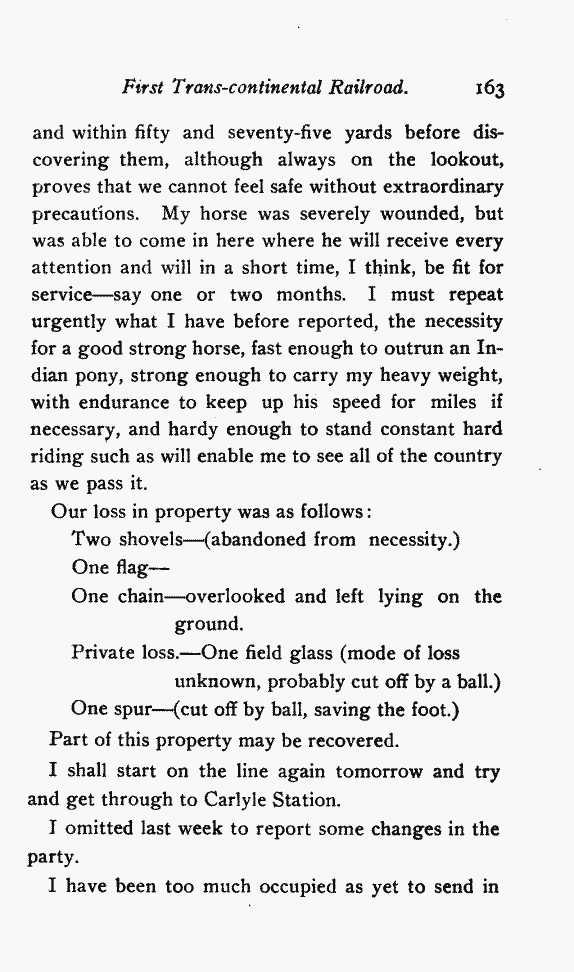 First Trans-continental Railroad. 163
and within fifty and seventy-five yards before dis-
covering them, although always on the lookout,
proves that we cannot feel safe without extraordinary
precautions. My horse was severely wounded, but
was able to come in here where he will receive every
attention and will in a short time, I think, be fit for
service—say one or two months. I must repeat
urgently what I have before reported, the necessity
for a good strong horse, fast enough to outrun an In-
dian pony, strong enough to carry my heavy weight,
with endurance to keep up his speed for miles if
necessary, and hardy enough to stand constant hard
riding such as will enable me to see all of the country
as we pass it.
Our loss in property was as follows:
Two shovels—(abandoned from necessity.)
One flag—
One chain—overlooked and left lying on the
ground.
Private loss.—One field glass (mode of loss
unknown, probably cut off by a ball.)
One spur—(cut off by ball, saving the foot.)
Part of this property may be recovered.
I shall start on the line again tomorrow and try
and get through to Carlyle Station.
I omitted last week to report some changes in the
party.
I have been too much occupied as yet to send in